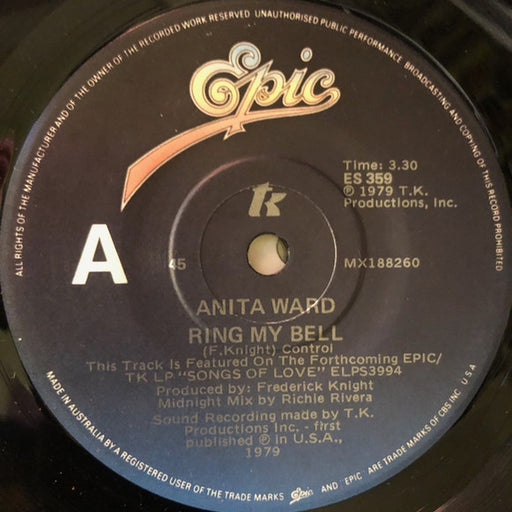 ALL RIGHTS OF THE MANUFACTURER AND OF THE OWNER OF THE RECORDED WORK RESERVED UNAUTHORISED PUBLIC PERFORMANCE BROADCASTING AND COPYING OF THIS RECORD PROHIBITED
Epic
Time: 3.30
ES 359
℗ 1979 T.K.
Productions, Inc.
tk
A
45
MX188260
ANITA WARD
RING MY BELL
(F.Knight) Control
This Track Is Featured On The Forthcoming EPIC/
TK LP "SONGS OF LOVE" ELPS3994
Produced by: Frederick Knight
Midnight Mix by Richie Rivera
Sound Recording made by T.K.
Productions Inc. - first
published ℗ in U.S.A.,
1979
MADE IN AUSTRALIA BY A REGISTERED USER OF THE TRADE MARKS Epic AND 'EPIC' ARE TRADE MARKS OF CBS INC. U S A